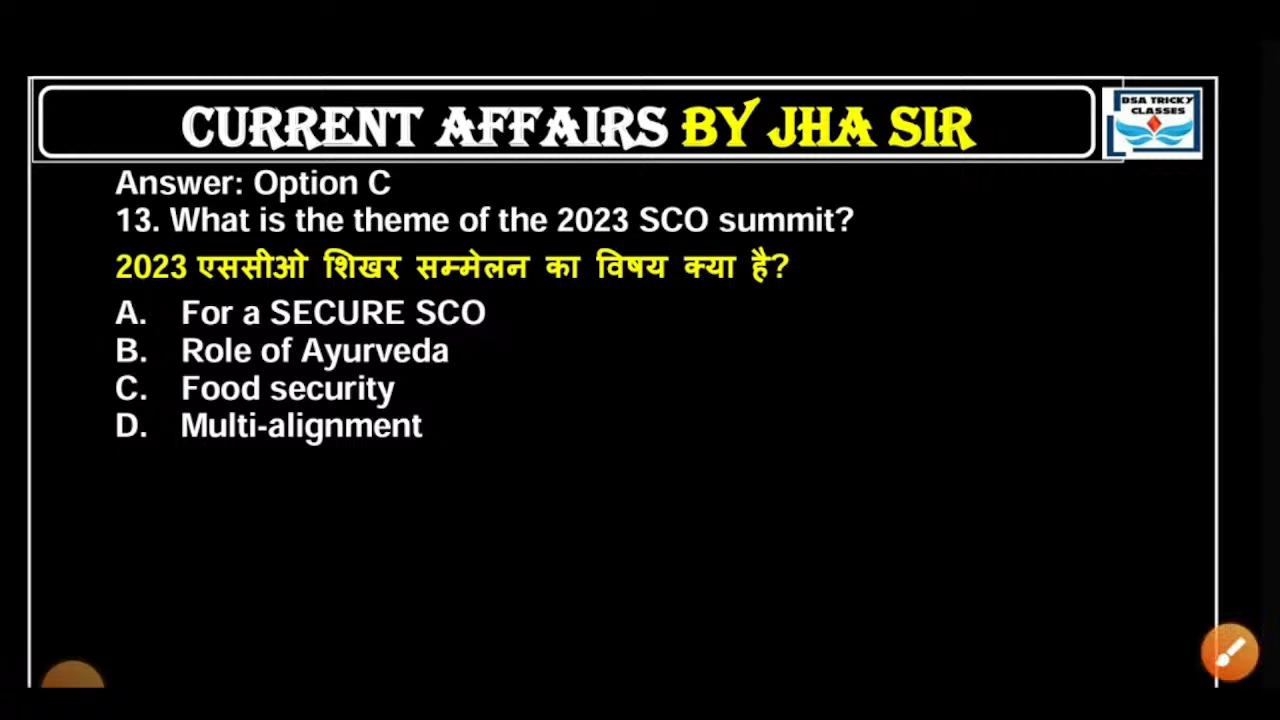 CURRENT AFFAIRS BY JHA SIR
DSA TRICKY
CLASSES
Answer: Option C
13. What is the theme of the 2023 SCO summit?
2023 एससीओ शिखर सम्मेलन का विषय क्या है?
A. For a SECURE SCO
B. Role of Ayurveda
C. Food security
D. Multi-alignment